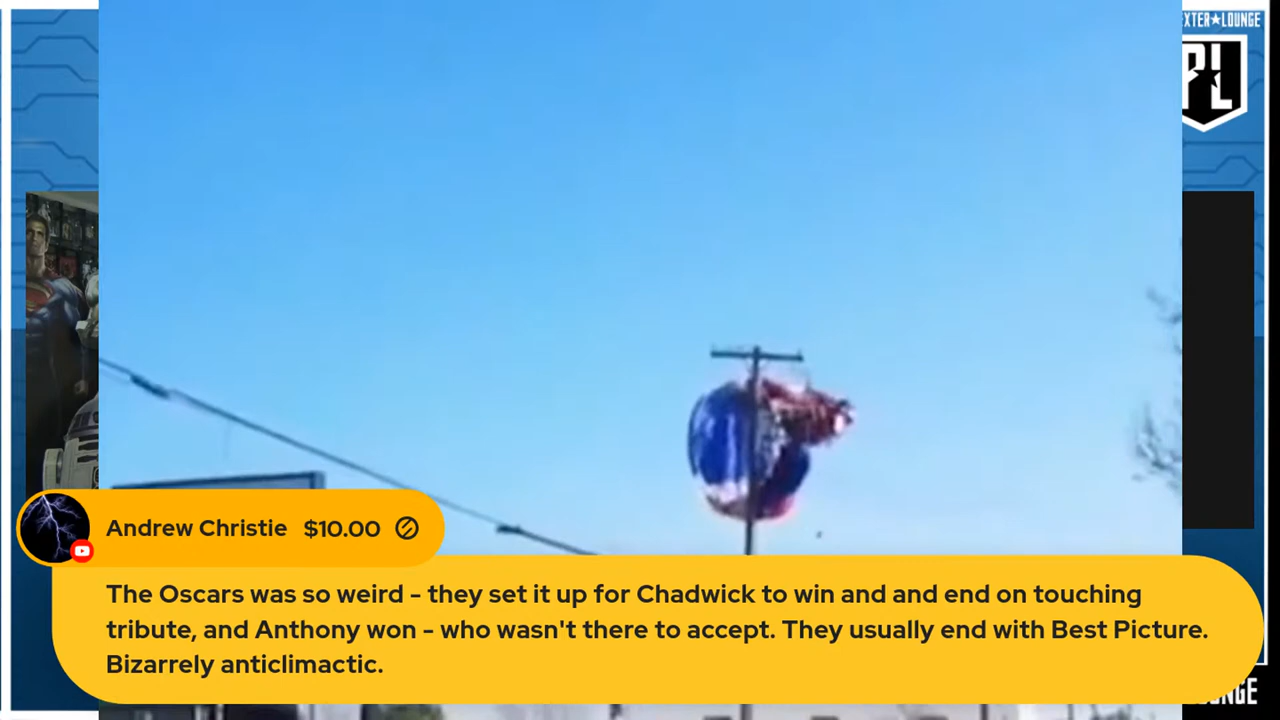 XTER★LOUNGE
PL
Andrew Christie $10.00
The Oscars was so weird - they set it up for Chadwick to win and and end on touching
tribute, and Anthony won - who wasn't there to accept. They usually end with Best Picture.
Bizarrely anticlimactic.
NGE